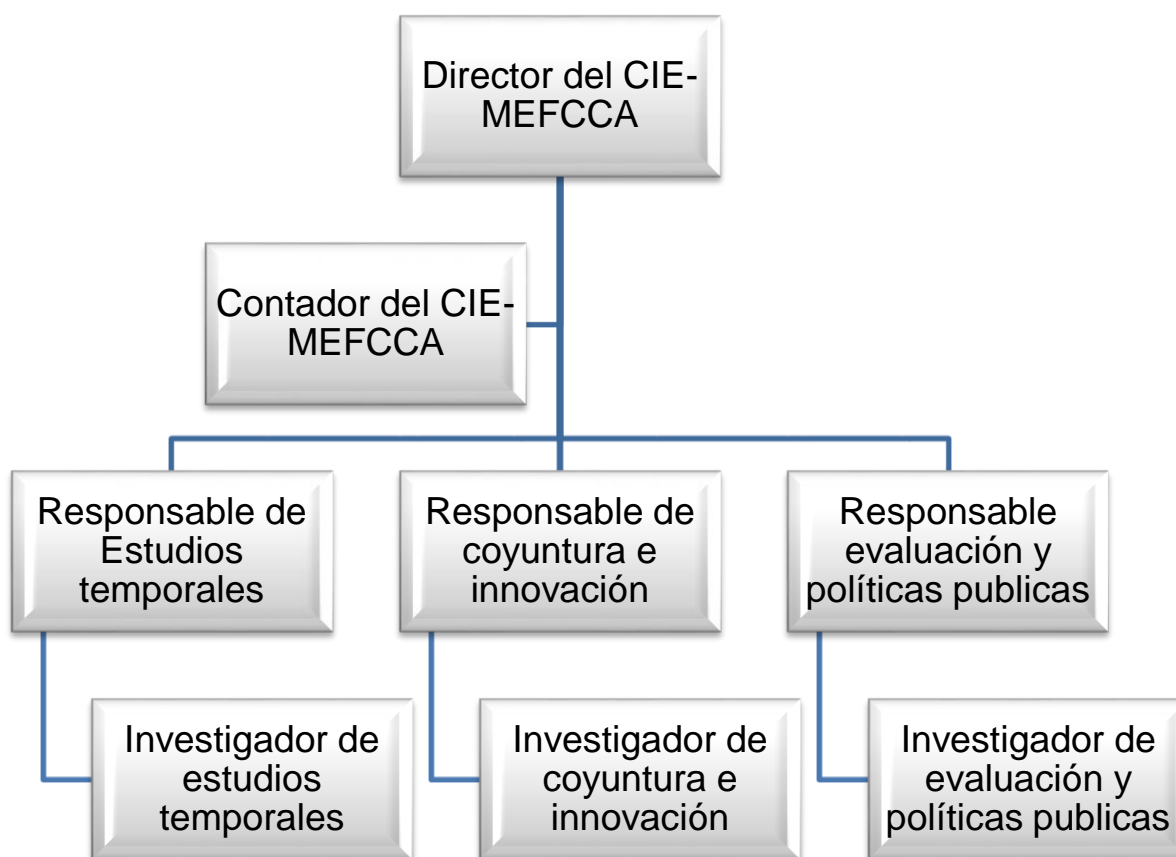 Director del CIE-
MEFCCA
Contador del CIE-
MEFCCA
Responsable de
Estudios
temporales
Responsable de
coyuntura e
innovación
Responsable
evaluación y
políticas publicas
Investigador de
estudios
temporales
Investigador de
coyuntura e
innovación
Investigador de
evaluación y
políticas publicas